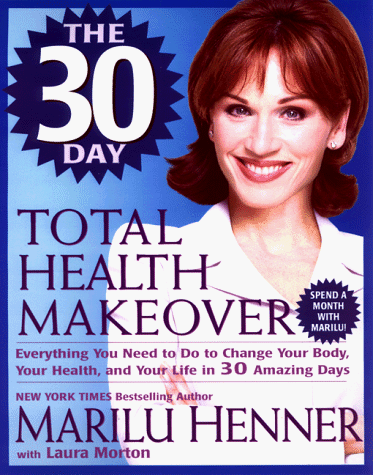 THE
30
DAY
TOTAL
HEALTH
MAKEOVER
SPEND A
MONTH
WITH
MARILU!
Everything You Need to Do to Change Your Body,
Your Health, and Your Life in 30 Amazing Days
NEW YORK TIMES Bestselling Author
MARILU HENNER
with Laura Morton